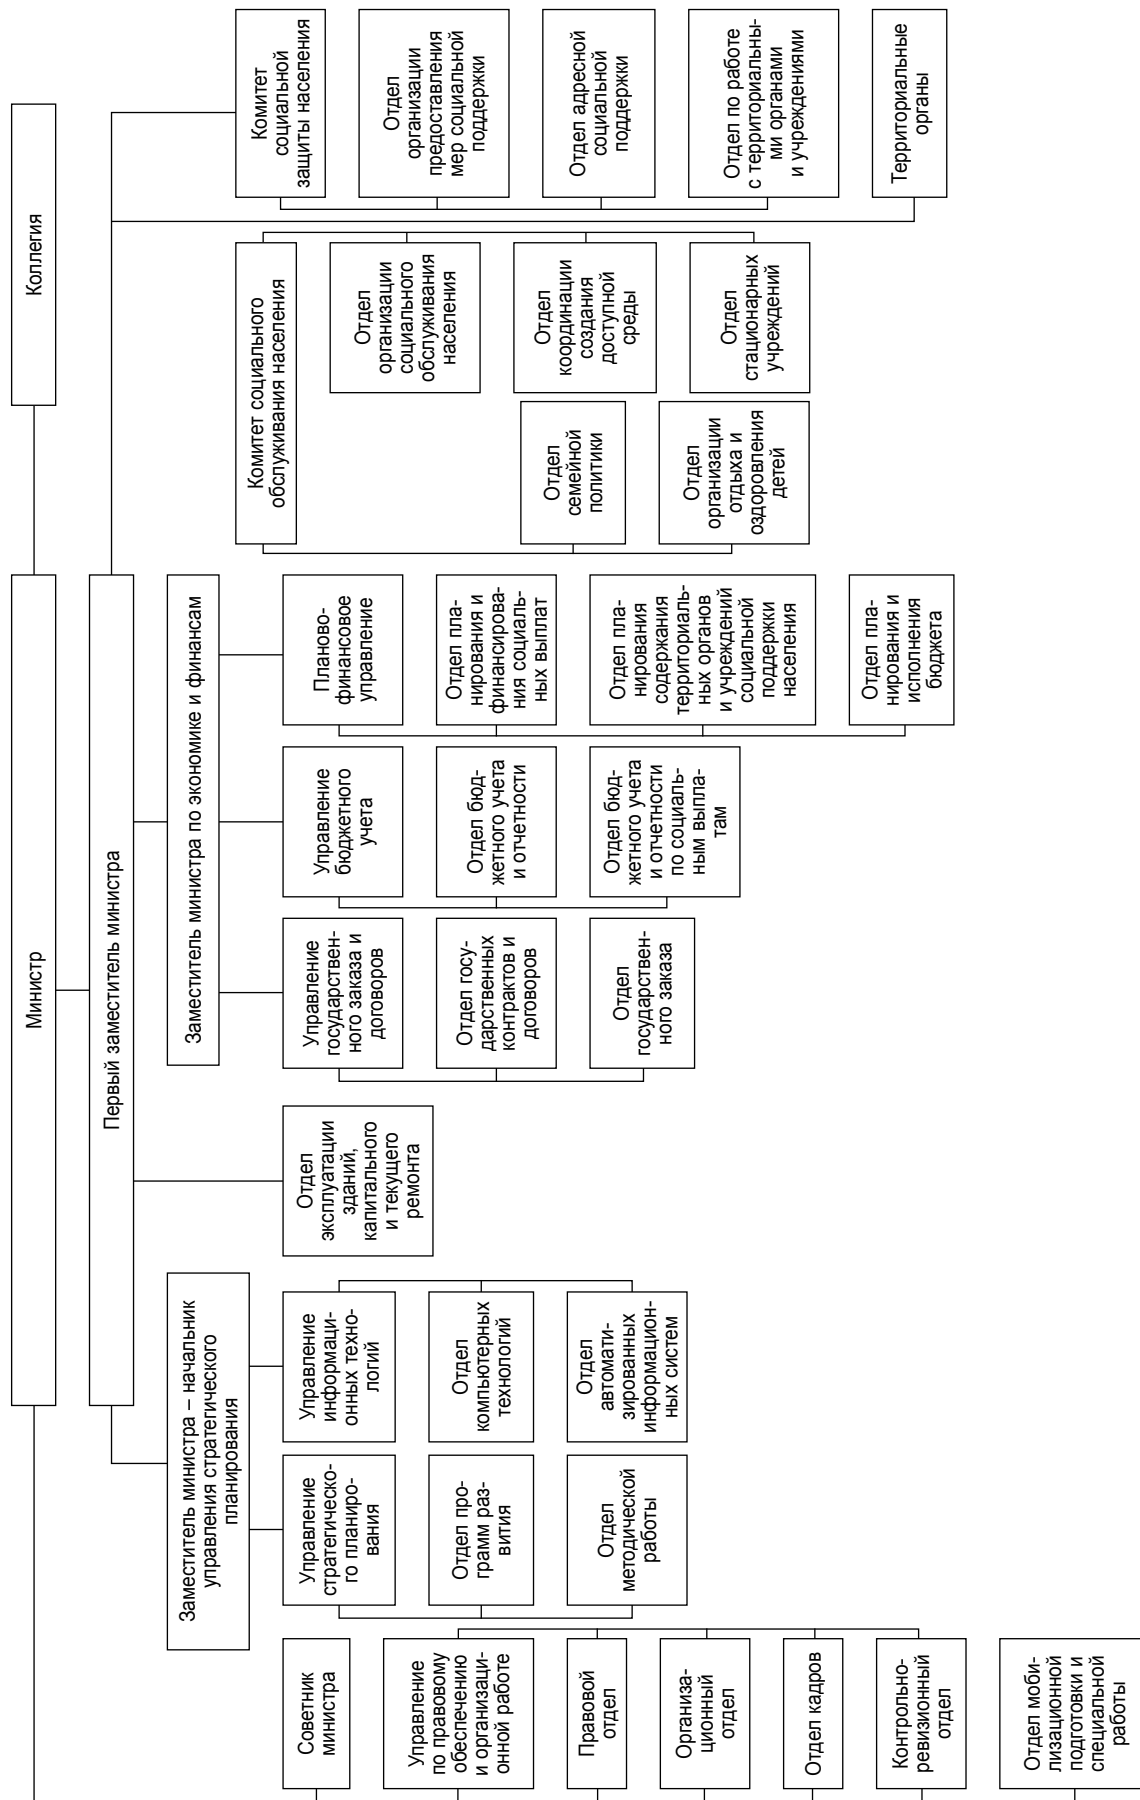 Министр
Коллегия
Первый заместитель министра
Заместитель министра – начальник
управления стратегического
планирования
Заместитель министра по экономике и финансам
Советник
министра
Управление
по правовому
обеспечению
и организаци-
онной работе
Правовой
отдел
Организа-
ционный
отдел
Отдел кадров
Контрольно-
ревизионный
отдел
Отдел моби-
лизационной
подготовки и
специальной
работы
Управление
стратегическо-
го планиро-
вания
Отдел про-
грамм раз-
вития
Отдел
методической
работы
Управление
информаци-
онных техно-
логий
Отдел
компьютерных
технологий
Отдел
автомати-
зированных
информацион-
ных систем
Отдел
эксплуатации
зданий,
капитального
и текущего
ремонта
Управление
государствен-
ного заказа и
договоров
Отдел госу-
дарственных
контрактов и
договоров
Отдел
государствен-
ного заказа
Управление
бюджетного
учета
Отдел бюд-
жетного учета
и отчетности
Отдел бюд-
жетного учета
и отчетности
по социаль-
ным выпла-
там
Планово-
финансовое
управление
Отдел пла-
нирования и
финансирова-
ния социаль-
ных выплат
Отдел пла-
нирования
содержания
территориаль-
ных органов
и учреждений
социальной
поддержки
населения
Отдел пла-
нирования и
исполнения
бюджета
Комитет социального
обслуживания населения
Отдел
семейной
политики
Отдел
организации
отдыха и
оздоровления
детей
Отдел
организации
социального
обслуживания
населения
Отдел
координации
создания
доступной
среды
Отдел
стационарных
учреждений
Комитет
социальной
защиты населения
Отдел
организации
предоставления
мер социальной
поддержки
Отдел адресной
социальной
поддержки
Отдел по работе
с территориальны-
ми органами
и учреждениями
Территориальные
органы